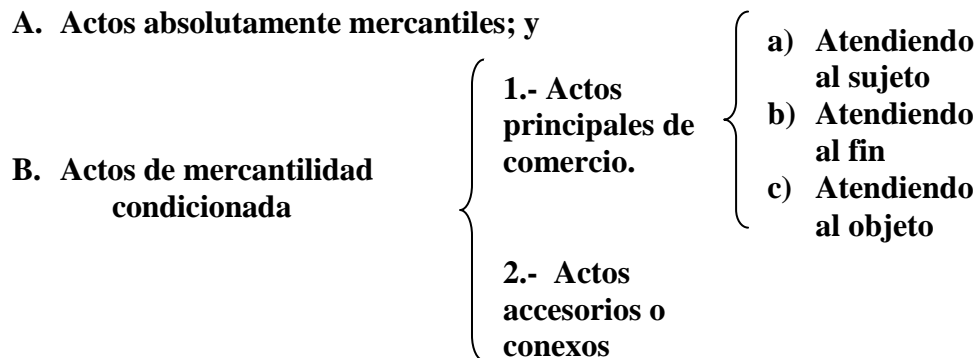 A. Actos absolutamente mercantiles; y
B. Actos de mercantilidad
condicionada
1.- Actos
principales de
comercio.
a) Atendiendo
al sujeto
b) Atendiendo
al fin
c) Atendiendo
al objeto
2.- Actos
accesorios o
conexos